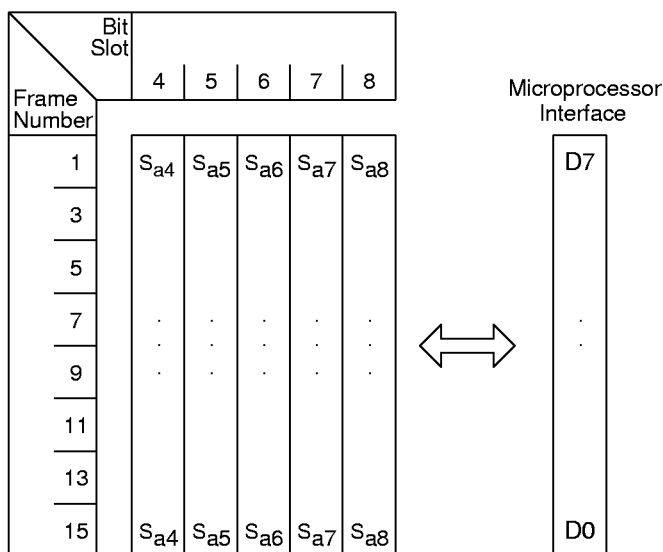 Bit
Slot
4 5 6 7 8
Frame
Number
Microprocessor
Interface
1 Sa4 Sa5 Sa6 Sa7 Sa8 D7
3
5
7 . . . . . .
. . . . . .
9 . . . . .
11
13
15 Sa4 Sa5 Sa6 Sa7 Sa8 D0